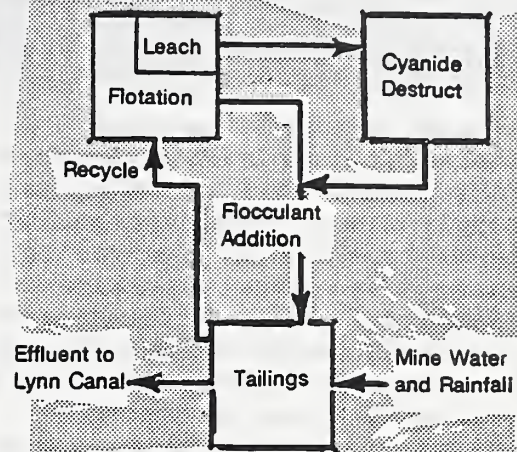 Leach
Flotation
Cyanide
Destruct
Recycle
Flocculant
Addition
Effluent to
Lynn Canal
Tailings
Mine Water
and Rainfall